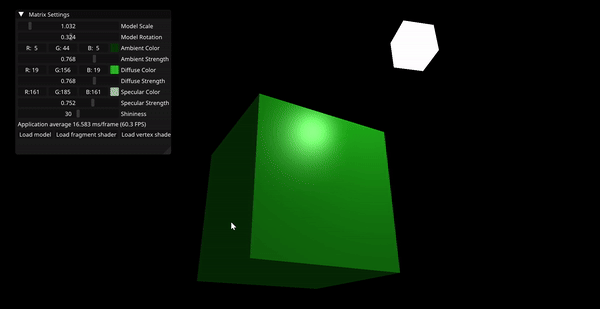 Matrix Settings
1.032 Model Scale
0.324 Model Rotation
R: 5 G: 44 B: 5 Ambient Color
0.768 Ambient Strength
R: 19 G:156 B: 19 Diffuse Color
0.768 Diffuse Strength
R:161 G:185 B:161 Specular Color
0.752 Specular Strength
30 Shininess
Application average 16.583 ms/frame (60.3 FPS)
Load model Load fragment shader Load vertex shade